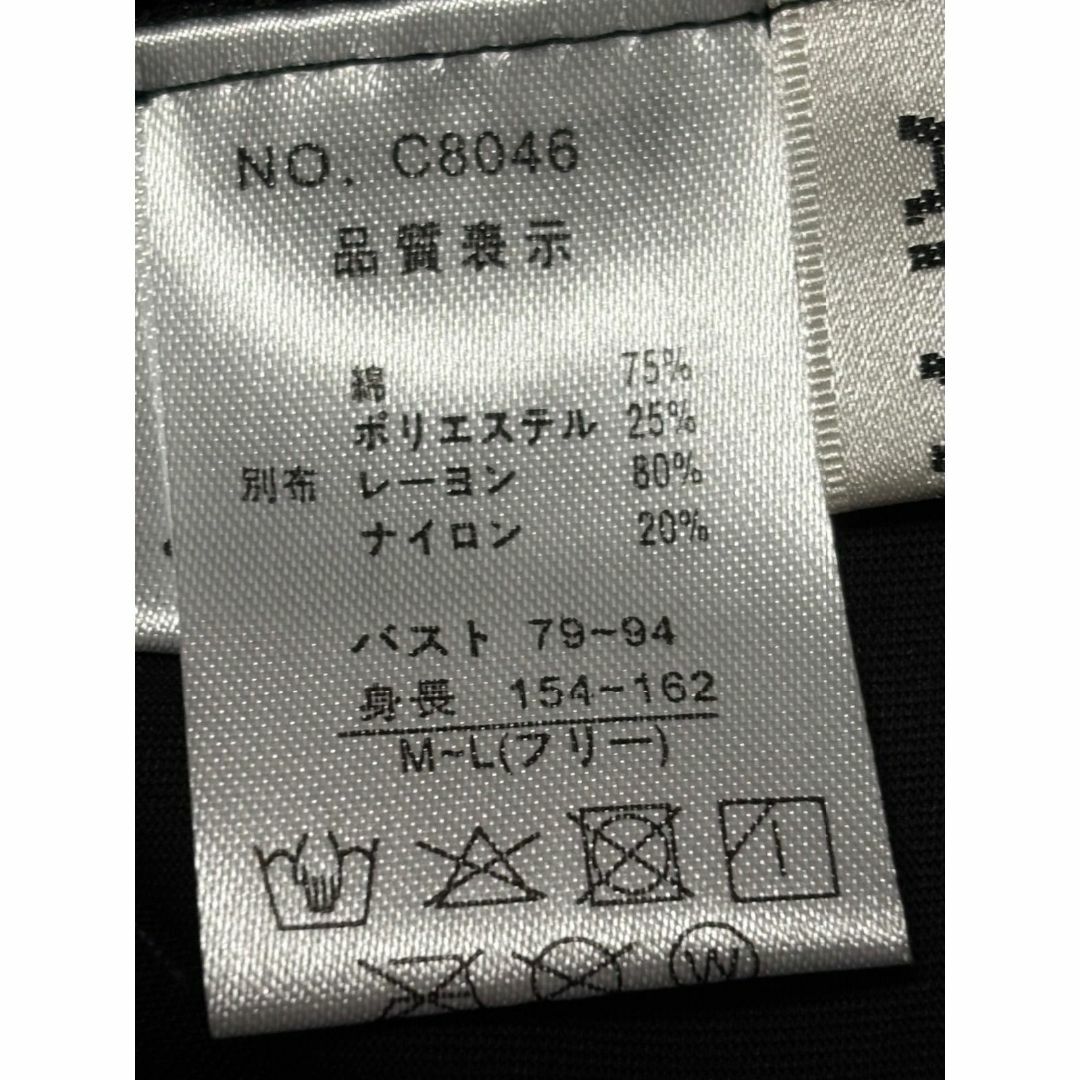 NO. C8046
品質表示
綿 75%
ポリエステル 25%
別布 レーヨン 80%
ナイロン 20%
バスト 79-94
身長 154-162
M~L(フリー)
W